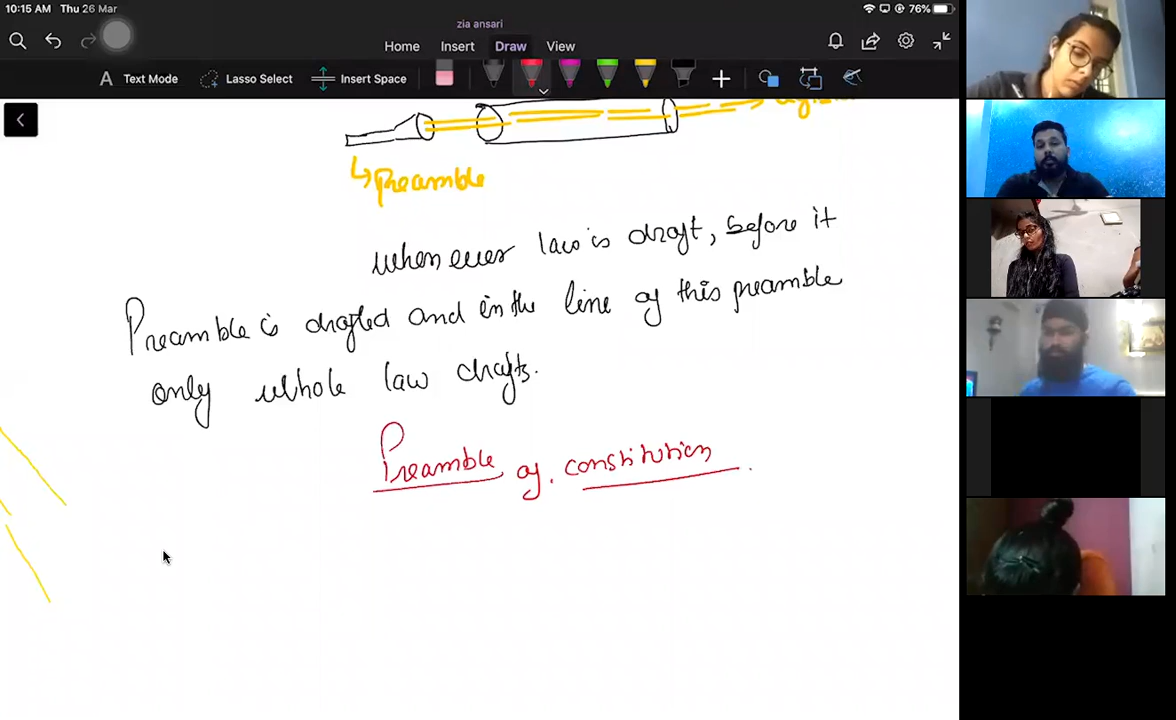 10:15 AM Thu 26 Mar
76%
zia ansari
Home Insert Draw View
A Text Mode Lasso Select Insert Space
Preamble
when ever law is draft, before it
Preamble is drafted and in the line of this preamble
only whole law drafts.
Preamble of constitution